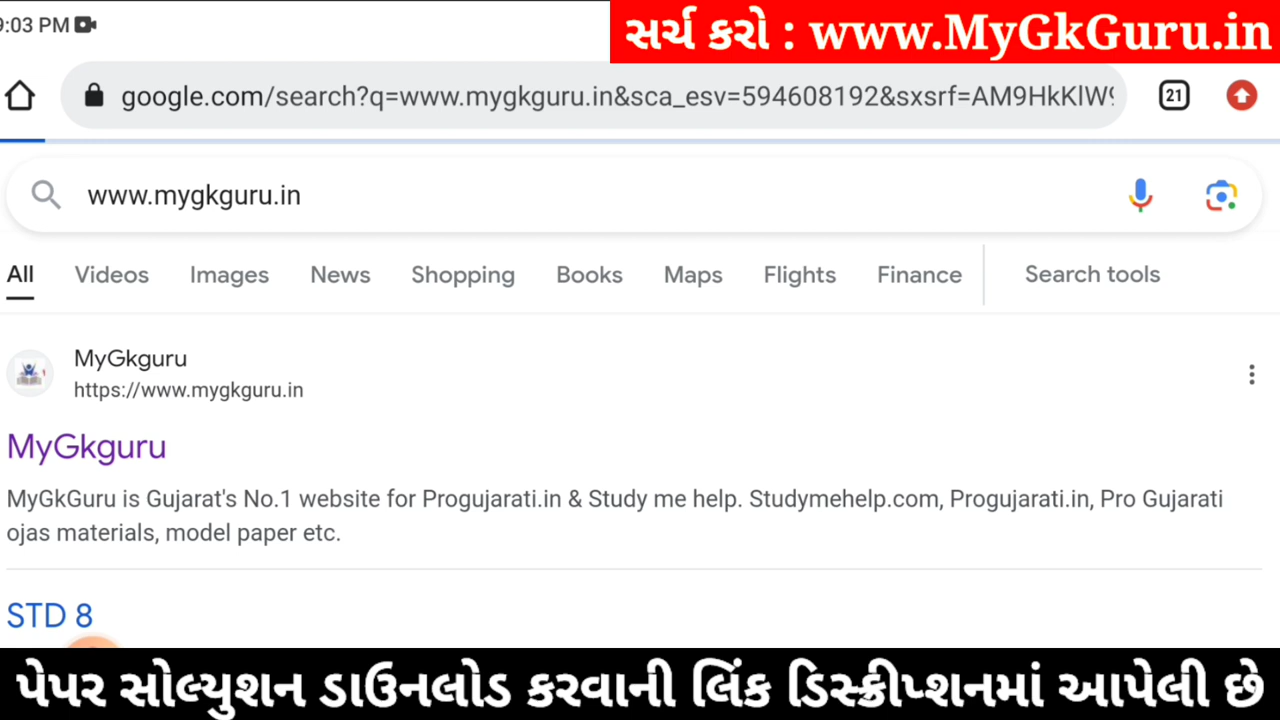 9:03 PM
સર્ચ કરો : www.MyGkGuru.in
google.com/search?q=www.mygkguru.in&sca_esv=594608192&sxsrf=AM9HkKlW9
21
www.mygkguru.in
All Videos Images News Shopping Books Maps Flights Finance Search tools
MyGkguru
https://www.mygkguru.in
MyGkguru
MyGkGuru is Gujarat's No.1 website for Progujarati.in & Study me help. Studymehelp.com, Progujarati.in, Pro Gujarati
ojas materials, model paper etc.
STD 8
પેપર સોલ્યુશન ડાઉનલોડ કરવાની લિંક ડિસ્ક્રીપ્શનમાં આપેલી છે